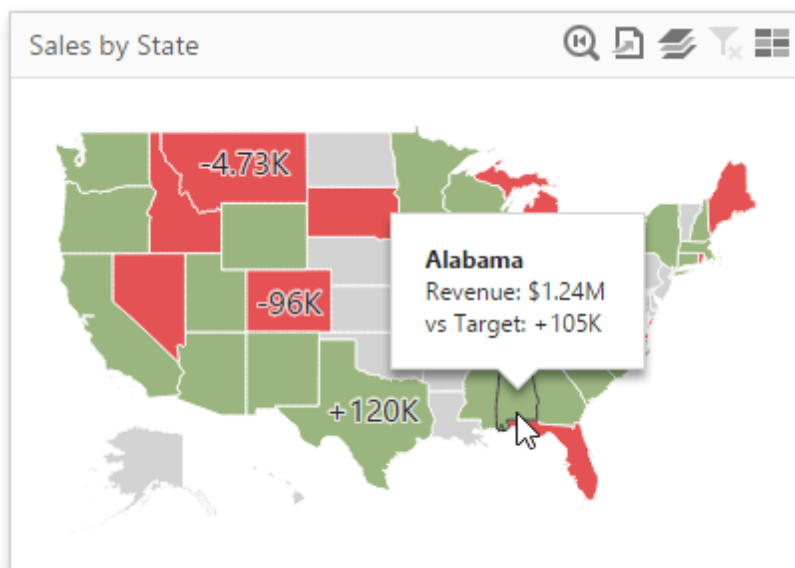 Sales by State
-4.73K
Alabama
Revenue: $1.24M
vs Target: +105K
-96K
+120K